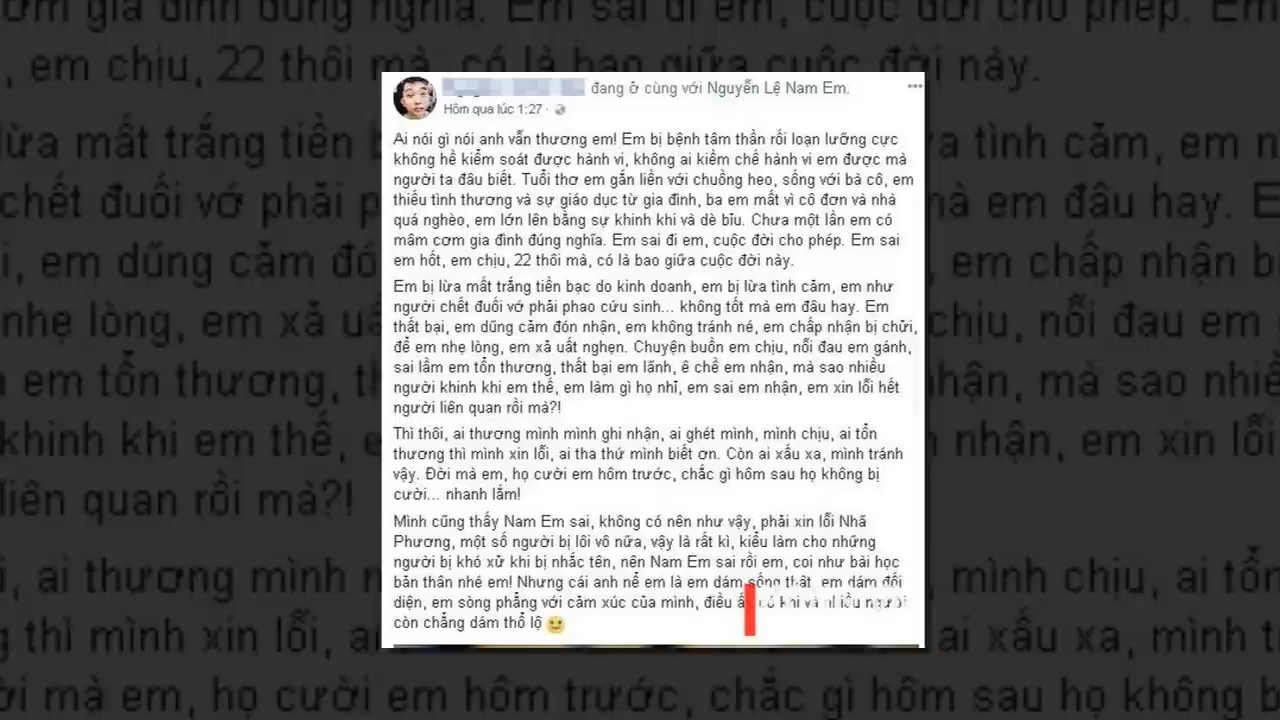 đang ở cùng với Nguyễn Lệ Nam Em.
Hôm qua lúc 1:27
Ai nói gì nói anh vẫn thương em! Em bị bệnh tâm thần rối loạn lưỡng cực
không hề kiểm soát được hành vi, không ai kiềm chế hành vi em được mà
người ta đâu biết. Tuổi thơ em gắn liền với chuồng heo, sống với bà cô, em
thiếu tình thương và sự giáo dục từ gia đình, ba em mất vì cô đơn và nhà
quá nghèo, em lớn lên bằng sự khinh khi và dè bỉu. Chưa một lần em có
mâm cơm gia đình đúng nghĩa. Em sai đi em, cuộc đời cho phép. Em sai
em hốt, em chịu, 22 thôi mà, có là bao giữa cuộc đời này.
Em bị lừa mất trắng tiền bạc do kinh doanh, em bị lừa tình cảm, em như
người chết đuối vớ phải phao cứu sinh... không tốt mà em đâu hay. Em
thất bại, em dũng cảm đón nhận, em không tránh né, em chấp nhận bị chửi,
để em nhẹ lòng, em xả uất nghẹn. Chuyện buồn em chịu, nỗi đau em gánh,
sai lầm em tổn thương, thất bại em lãnh, ê chề em nhận, mà sao nhiều
người khinh khi em thế, em làm gì họ nhỉ, em sai em nhận, em xin lỗi hết
người liên quan rồi mà?!
Thì thôi, ai thương mình mình ghi nhận, ai ghét mình, mình chịu, ai tổn
thương thì mình xin lỗi, ai tha thứ mình biết ơn. Còn ai xấu xa, mình tránh
vậy. Đời mà em, họ cười em hôm trước, chắc gì hôm sau họ không bị
cười... nhanh lắm!
Mình cũng thấy Nam Em sai, không có nên như vậy, phải xin lỗi Nhã
Phương, một số người bị lôi vô nữa, vậy là rất kì, kiểu làm cho những
người bị khó xử khi bị nhắc tên, nên Nam Em sai rồi em, coi như bài học
bản thân nhé em! Nhưng cái anh nể em là em dám sống thật, em dám đối
diện, em sòng phẳng với cảm xúc của mình, điều ấy có khi và nhiều người
còn chẳng dám thổ lộ